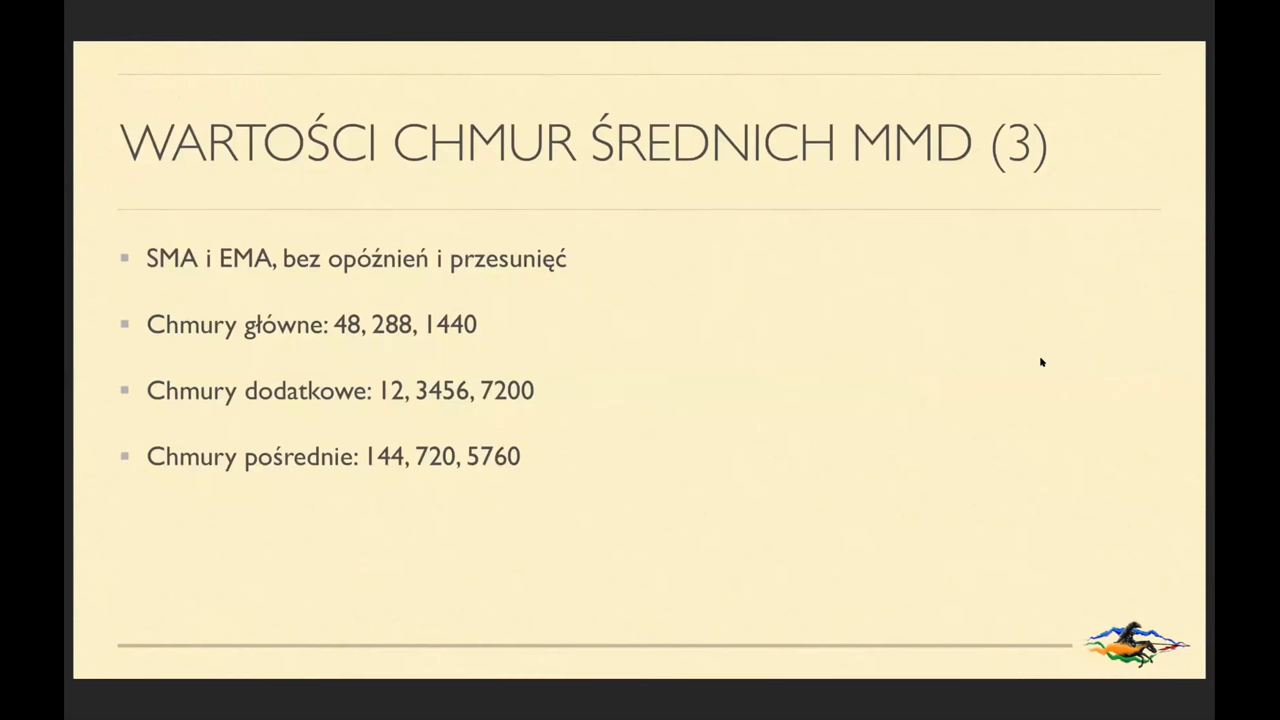 WARTOŚCI CHMUR ŚREDNICH MMD (3)
SMA i EMA, bez opóźnień i przesunięć
Chmury główne: 48, 288, 1440
Chmury dodatkowe: 12, 3456, 7200
Chmury pośrednie: 144, 720, 5760